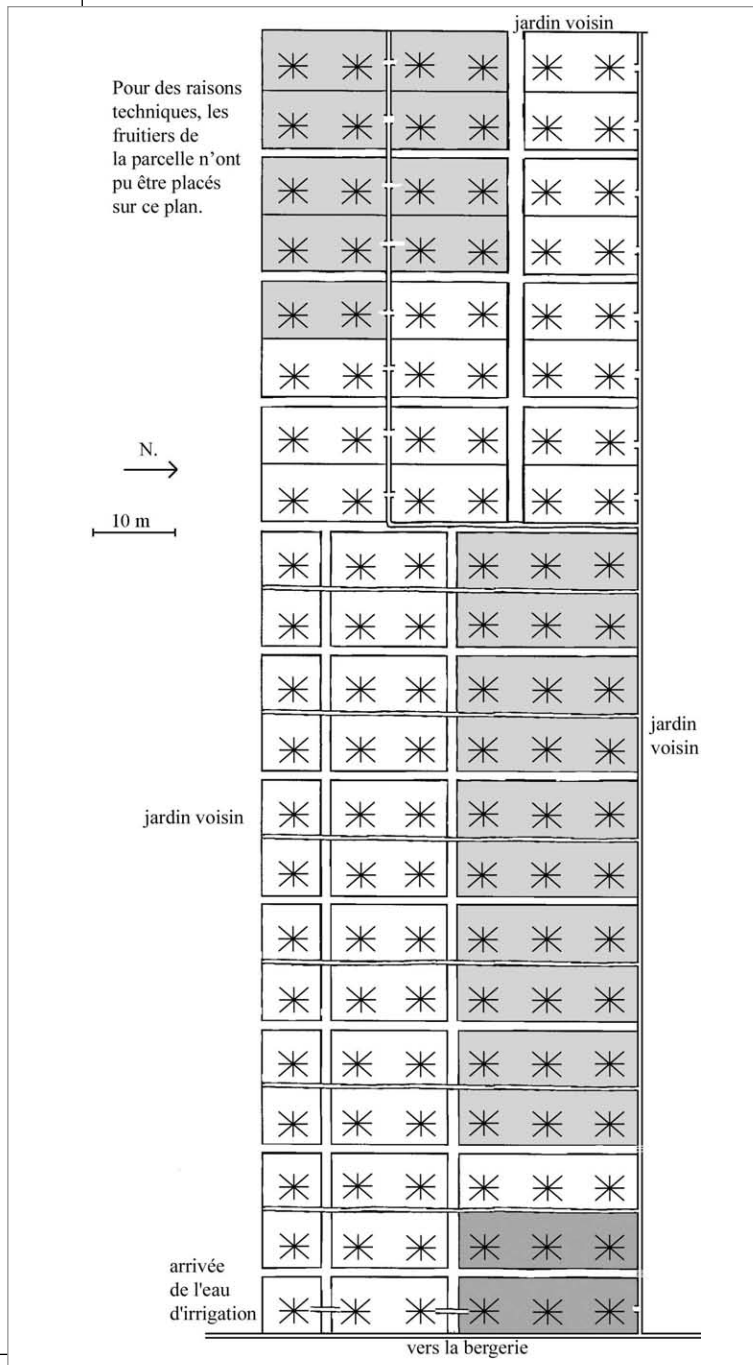 jardin voisin
Pour des raisons
techniques, les
fruitiers de
la parcelle n’ont
pu être placés
sur ce plan.
N.
10 m
jardin
voisin
jardin voisin
arrivée
de l'eau
d'irrigation
vers la bergerie